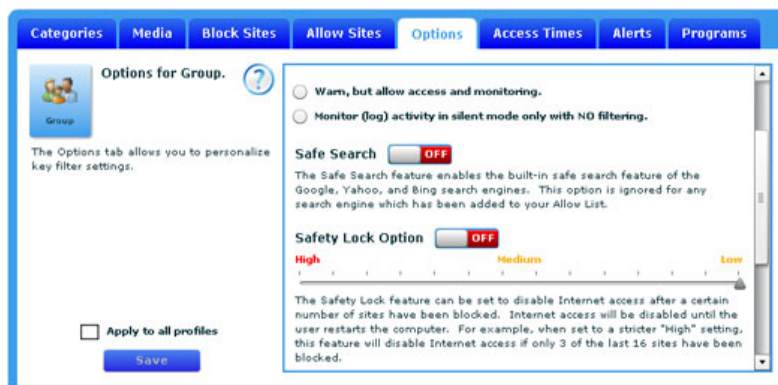 Categories
Media
Block Sites
Allow Sites
Options
Access Times
Alerts
Programs
Options for Group.
?
Group
The Options tab allows you to personalize
key filter settings.
Apply to all profiles
Save
Warn, but allow access and monitoring.
Monitor (log) activity in silent mode only with NO filtering.
Safe Search OFF
The Safe Search feature enables the built-in safe search feature of the
Google, Yahoo, and Bing search engines. This option is ignored for any
search engine which has been added to your Allow List.
Safety Lock Option OFF
High Medium Low
The Safety Lock feature can be set to disable Internet access after a certain
number of sites have been blocked. Internet access will be disabled until the
user restarts the computer. For example, when set to a stricter "High" setting,
this feature will disable Internet access if only 3 of the last 16 sites have been
blocked.